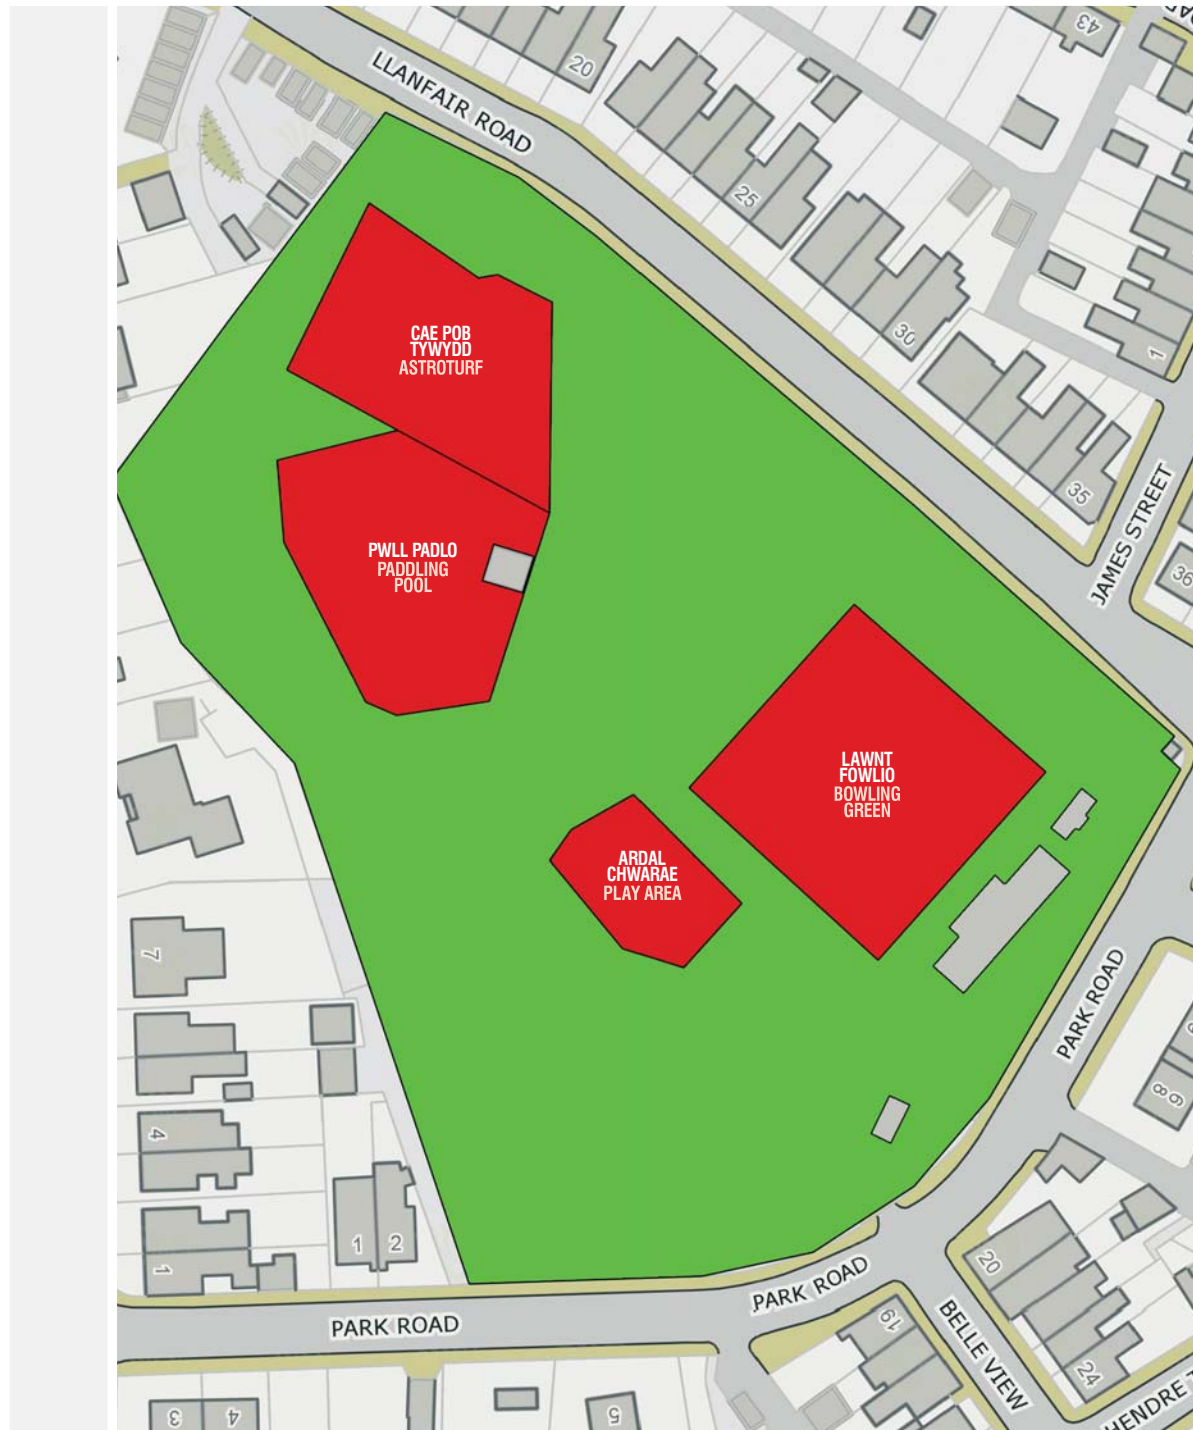 43
20
LLANFAIR ROAD
25
30
1
35
JAMES STREET
36
CAE POB
TYWYDD
ASTROTURF
PWLL PADLO
PADDLING
POOL
LAWNT
FOWLIO
BOWLING
GREEN
ARDAL
CHWARAE
PLAY AREA
7
4
1
1
2
PARK ROAD
89
PARK ROAD
PARK ROAD
20
19
BELLE VIEW
24
HENDRE
3
4
5